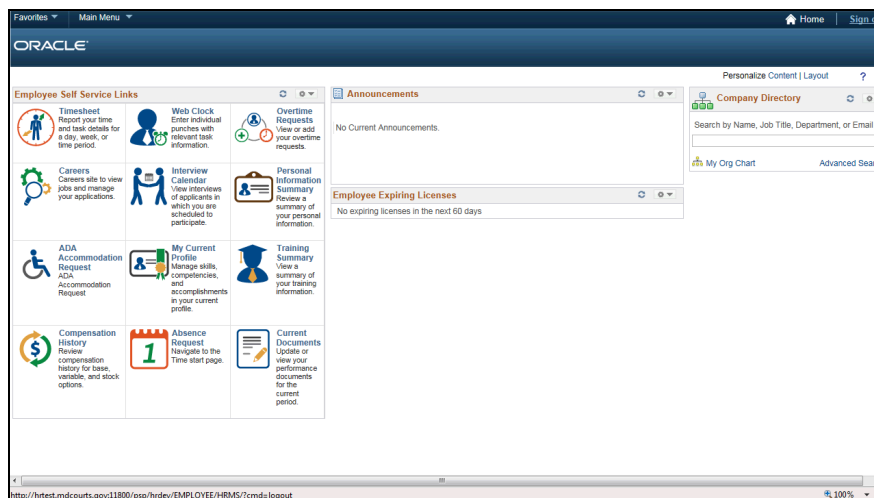 Favorites Main Menu Home Sign
ORACLE
Personalize Content | Layout ?
Employee Self Service Links
Timesheet
Report your time
and task details for
a day, week, or
time period.
Web Clock
Enter individual
punches with
relevant task
information.
Overtime
Requests
View or add
your overtime
requests.
Careers
Careers site to view
jobs and manage
your applications.
Interview
Calendar
View interviews
of applicants in
which you are
scheduled to
participate.
Personal
Information
Summary
Review a
summary of
your personal
information.
ADA
Accommodation
Request
ADA
Accommodation
Request
My Current
Profile
Manage skills,
competencies,
and
accomplishments
in your current
profile.
Training
Summary
View a
summary of
your training
information.
Compensation
History
Review
compensation
history for base,
variable, and stock
options.
1
Absence
Request
Navigate to the
Time start page.
Current
Documents
Update or
view your
performance
documents
for the
current
period.
Announcements
No Current Announcements.
Employee Expiring Licenses
No expiring licenses in the next 60 days
Company Directory
Search by Name, Job Title, Department, or Email
My Org Chart Advanced Sear
http://hrtest.mdcourts.gov:11800/psp/hrdev/EMPLOYEE/HRMS/?cmd=logout
100%